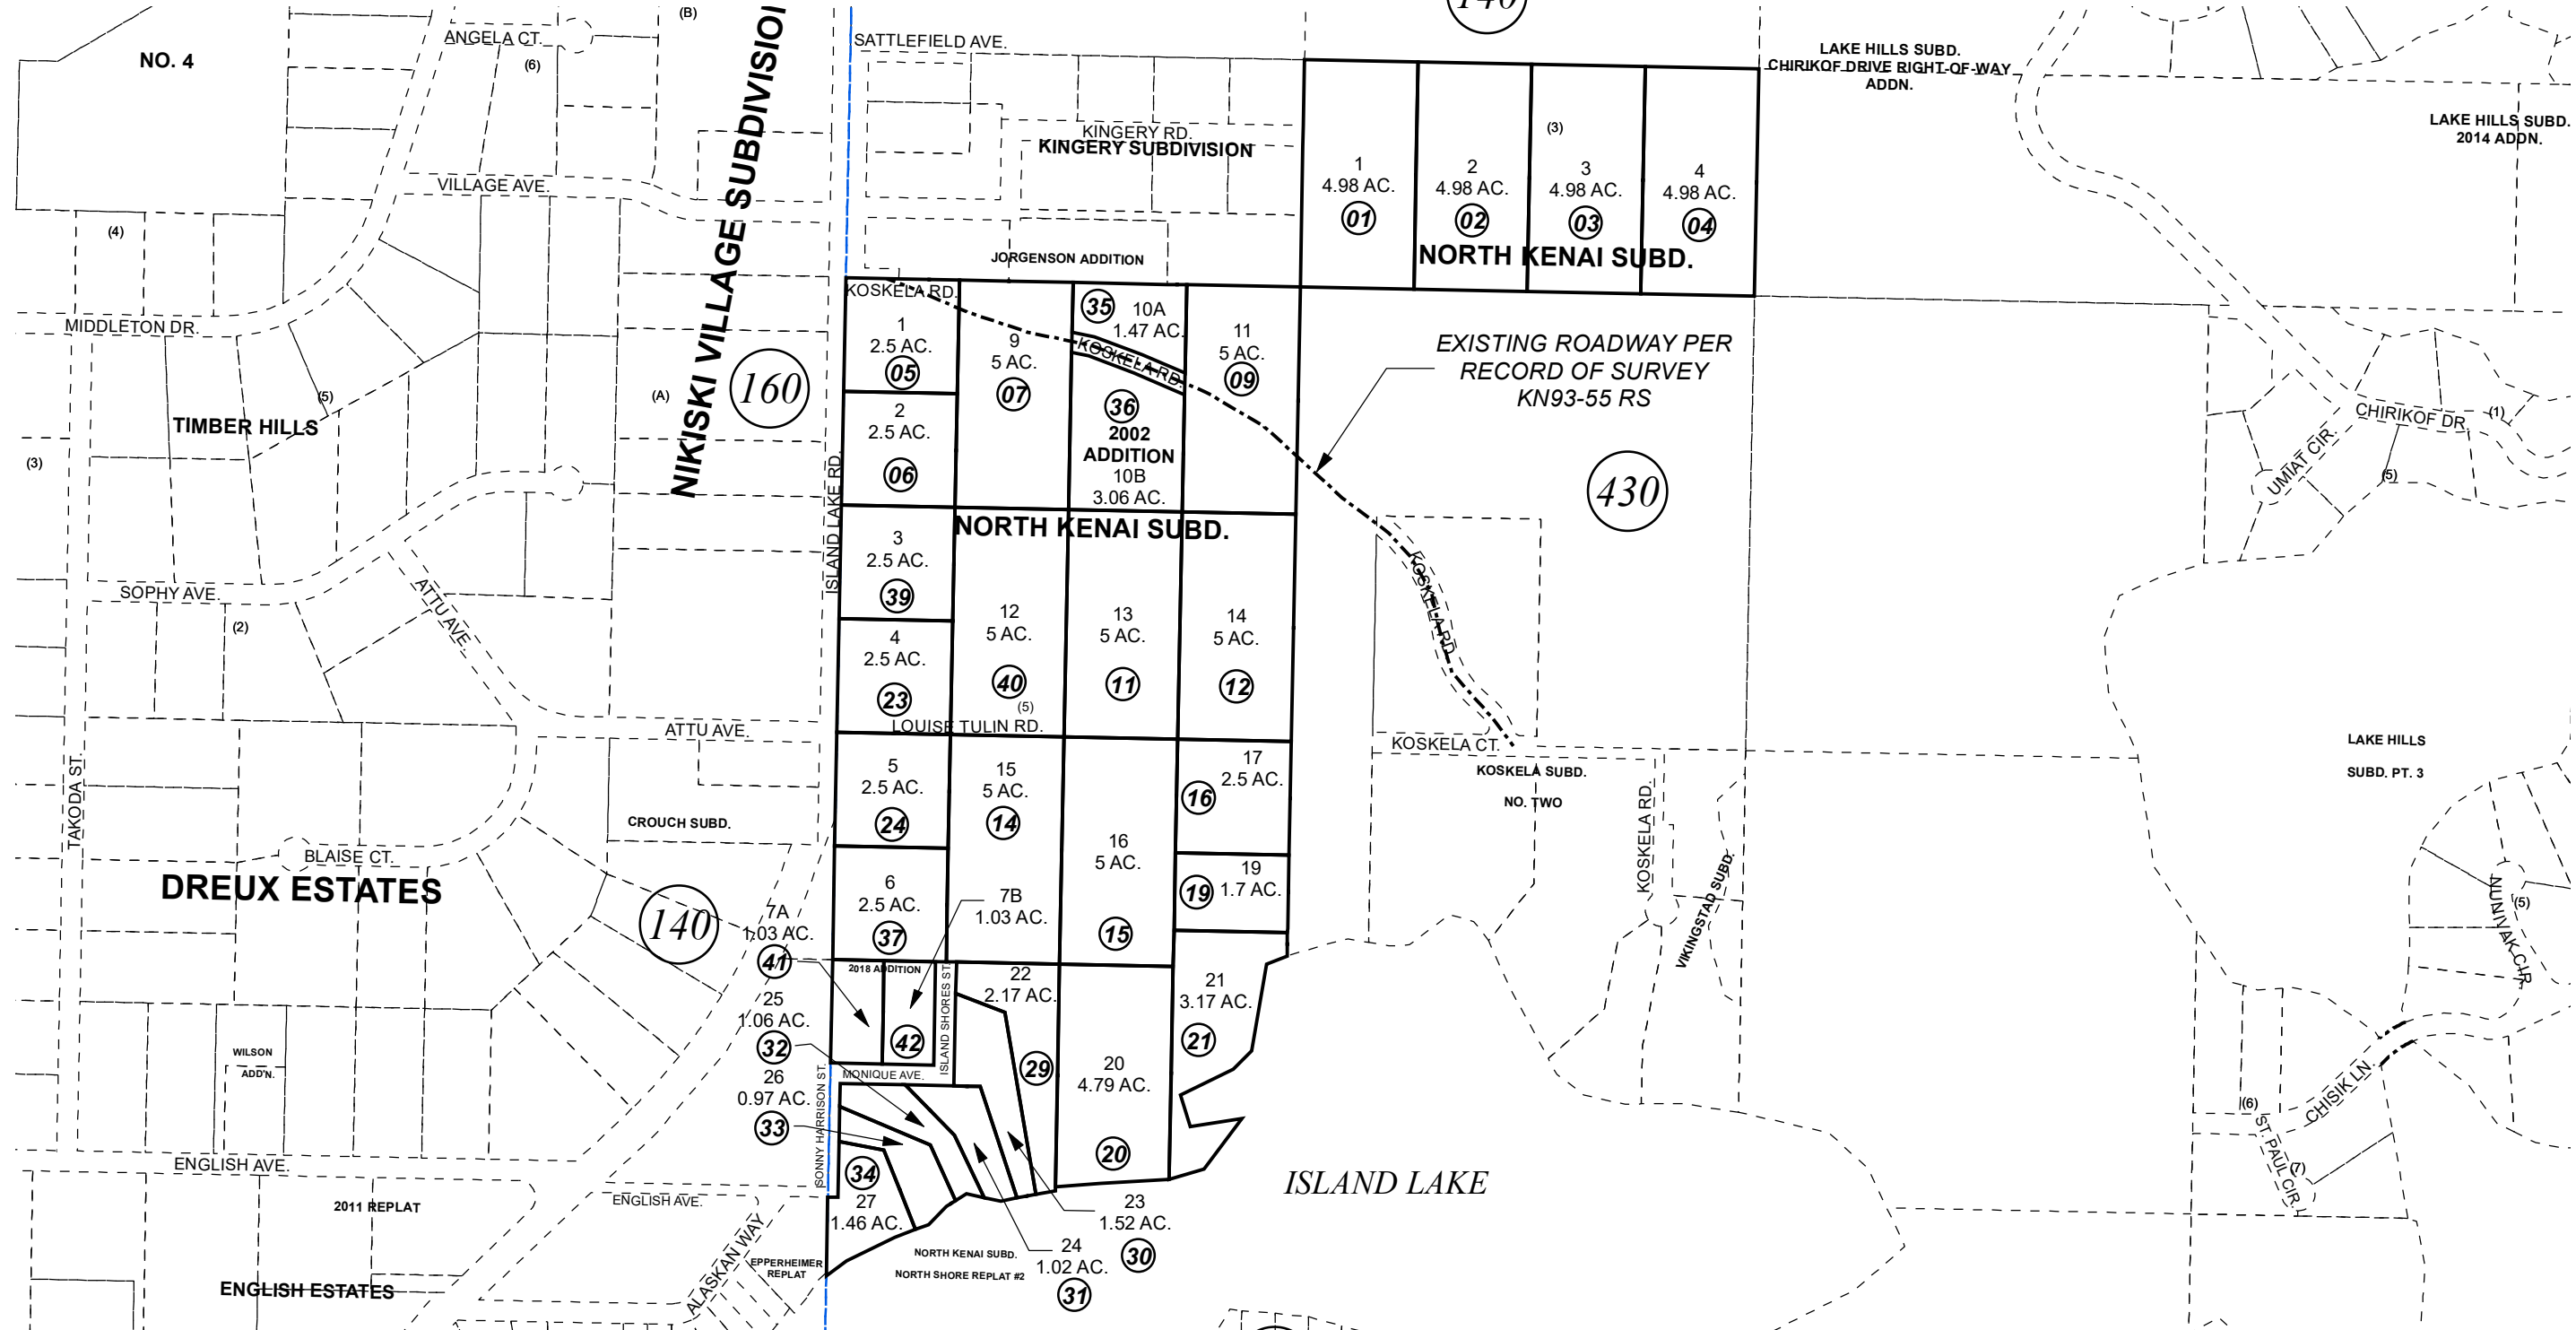 (B)
140
NO. 4
ANGELA CT.
(6)
SATTLEFIELD AVE.
LAKE HILLS SUBD.
CHIRIKOF DRIVE RIGHT-OF-WAY
ADDN.
LAKE HILLS SUBD.
2014 ADDN.
NIKISKI VILLAGE SUBDIVISIO
KINGERY RD.
KINGERY SUBDIVISION
VILLAGE AVE.
(4)
(3)
1
4.98 AC.
01
2
4.98 AC.
02
3
4.98 AC.
03
4
4.98 AC.
04
NORTH KENAI SUBD.
JORGENSON ADDITION
KOSKELA RD.
MIDDLETON DR.
1
2.5 AC.
05
9
5 AC.
07
35
10A
1.47 AC.
KOSKELA RD.
11
5 AC.
09
EXISTING ROADWAY PER
RECORD OF SURVEY
KN93-55 RS
160
(A)
(5)
TIMBER HILLS
(3)
2
2.5 AC.
06
36
2002
ADDITION
10B
3.06 AC.
430
CHIRIKOF DR.
(1)
UMIAT CIR.
(5)
ISLAND LAKE RD.
NORTH KENAI SUBD.
3
2.5 AC.
39
KOSKELA RD
SOPHY AVE.
ATTU AVE.
(2)
4
2.5 AC.
23
12
5 AC.
40
(5)
13
5 AC.
11
14
5 AC.
12
LOUISE TULIN RD.
ATTU AVE.
KOSKELA CT.
KOSKELA SUBD.
NO. TWO
LAKE HILLS
SUBD. PT. 3
TAKODA ST.
5
2.5 AC.
24
15
5 AC.
14
17
2.5 AC.
16
CROUCH SUBD.
KOSKELA RD.
VIKINGSTAD SUBD.
BLAISE CT.
DREUX ESTATES
16
5 AC.
15
19
1.7 AC.
19
6
2.5 AC.
37
7B
1.03 AC.
140
7A
1.03 AC.
41
NUNIVAK CIR.
(5)
2018 ADDITION
42
ISLAND SHORES ST.
22
2.17 AC.
29
21
3.17 AC.
21
25
1.06 AC.
32
WILSON
ADD'N.
26
0.97 AC.
33
MONIQUE AVE.
SONNY HARRISON ST.
20
4.79 AC.
20
CHISIK LN.
(6)
ST. PAUL CIR.
(7)
ENGLISH AVE.
34
27
1.46 AC.
ISLAND LAKE
2011 REPLAT
ENGLISH AVE.
ALASKAN WAY
23
1.52 AC.
30
24
1.02 AC.
31
EPPERHEIMER
REPLAT
NORTH KENAI SUBD.
NORTH SHORE REPLAT #2
ENGLISH ESTATES